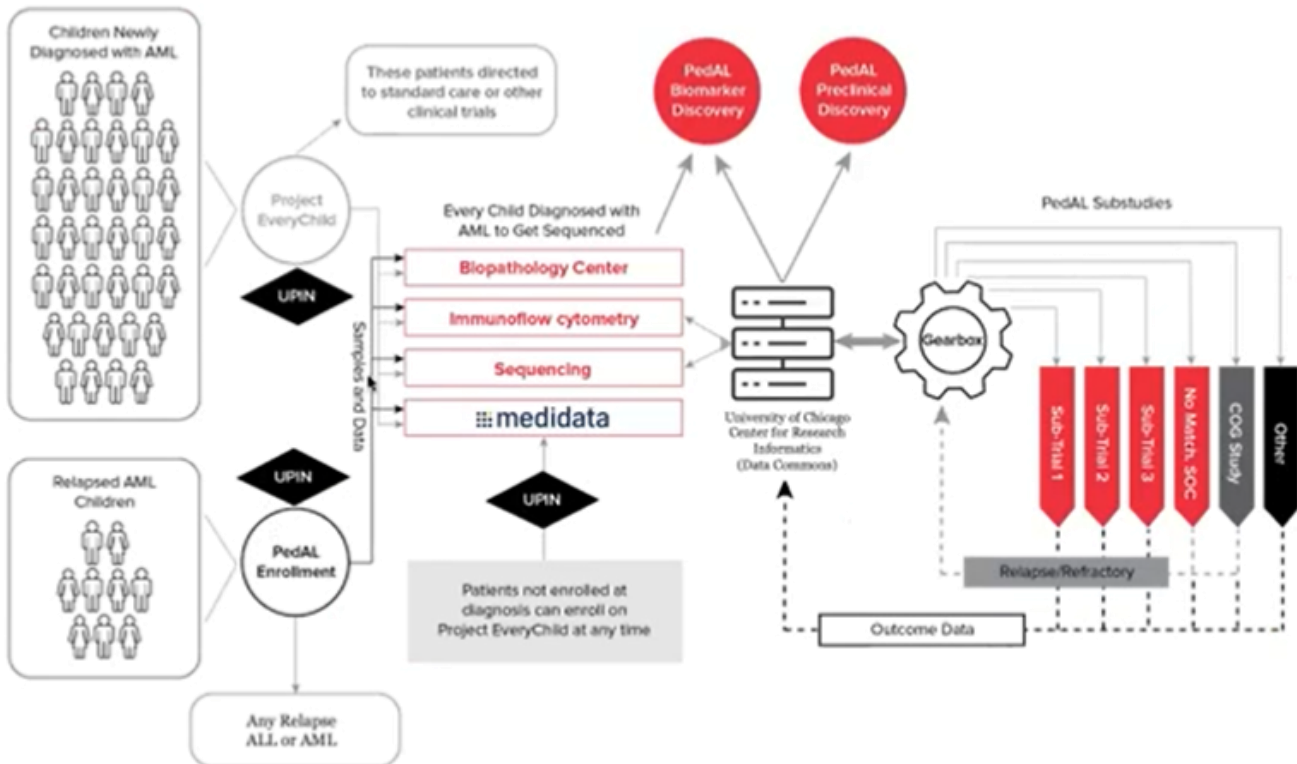 Children Newly
Diagnosed with AML
These patients directed
to standard care or other
clinical trials
PedAL
Biomarker
Discovery
PedAL
Preclinical
Discovery
Project
EveryChild
UPIN
Every Child Diagnosed with
AML to Get Sequenced
Biopathology Center
Immunoflow cytometry
Sequencing
medidata
Samples and Data
University of Chicago
Center for Research
Informatics
(Data Commons)
PedAL Substudies
Gearbox
Sub-Trial 1
Sub-Trial 2
Sub-Trial 3
No Match, SOC
COG Study
Other
Relapsed AML
Children
UPIN
PedAL
Enrollment
UPIN
Patients not enrolled at
diagnosis can enroll on
Project EveryChild at any time
Relapse/Refractory
Outcome Data
Any Relapse
ALL or AML